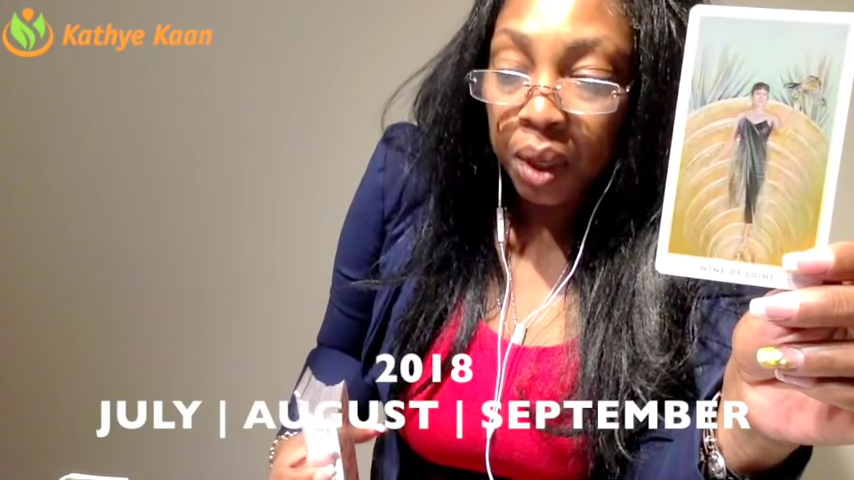 Kathye Kaan
NINE OF COINS
2018
JULY | AUGUST | SEPTEMBER